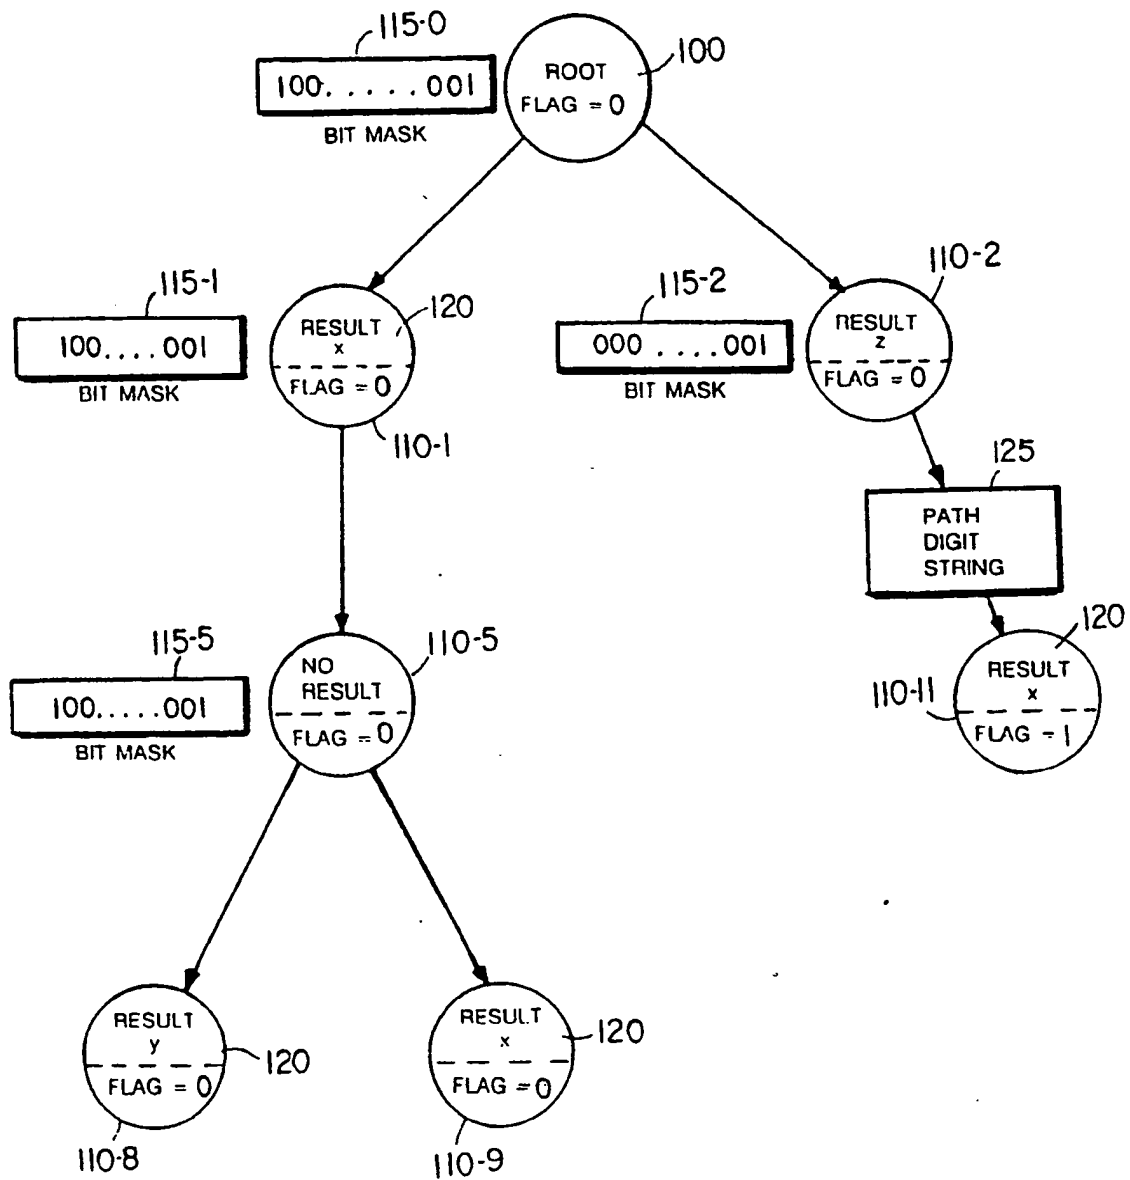 115-0
100.....001
BIT MASK
ROOT
FLAG = 0
100
115-1
100....001
BIT MASK
RESULT
x
FLAG = 0
120
110-1
115-2
000 ....001
BIT MASK
RESULT
z
FLAG = 0
110-2
125
PATH
DIGIT
STRING
115-5
100.....001
BIT MASK
NO
RESULT
FLAG = 0
110-5
RESULT
x
FLAG - 1
120
110-11
RESULT
y
FLAG = 0
120
110-8
RESULT
x
FLAG = 0
120
110-9